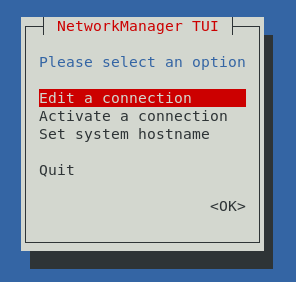 NetworkManager TUI
Please select an option
Edit a connection
Activate a connection
Set system hostname
Quit
<OK>